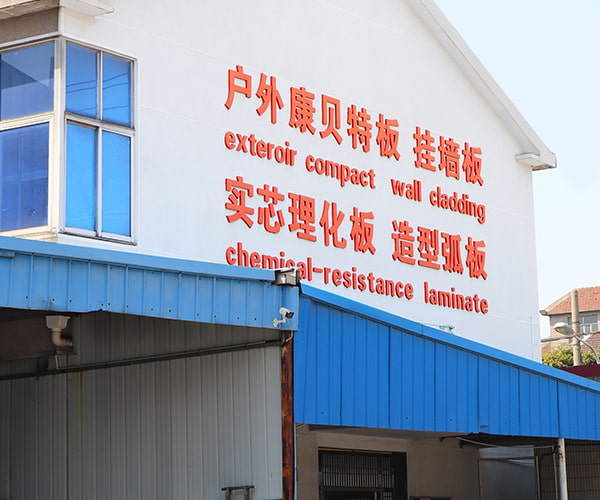 户外康贝特板 挂墙板
exteroir compact wall cladding
实芯理化板 造型弧板
chemical-resistance laminate